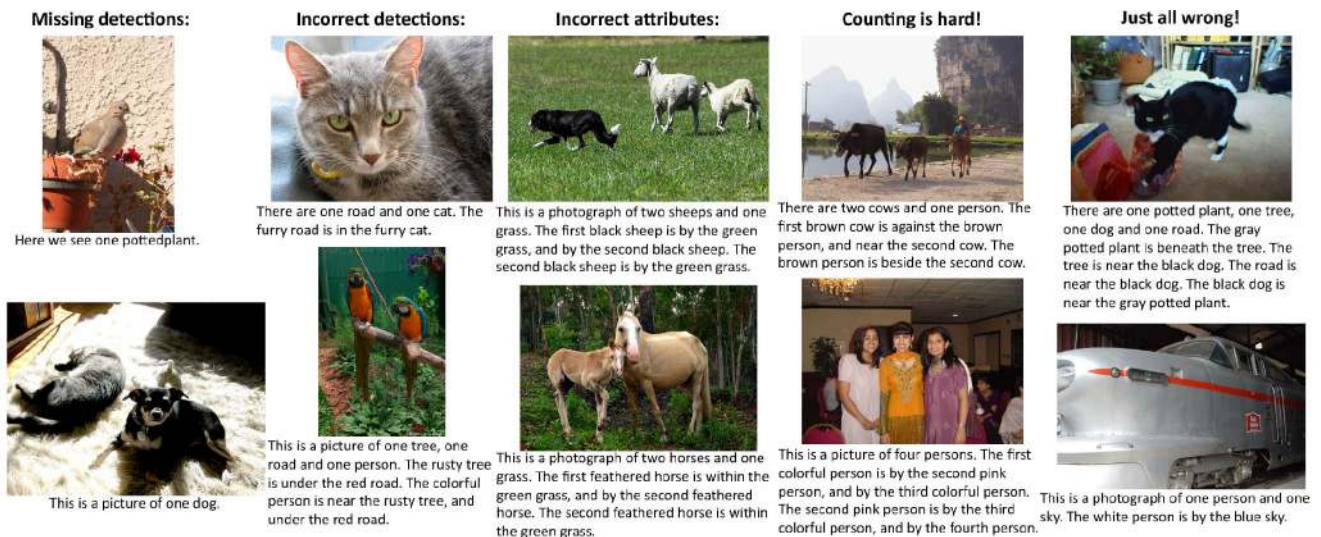 Missing detections:
Here we see one pottedplant.
This is a picture of one dog.
Incorrect detections:
There are one road and one cat. The
furry road is in the furry cat.
This is a picture of one tree, one
road and one person. The rusty tree
is under the red road. The colorful
person is near the rusty tree, and
under the red road.
Incorrect attributes:
This is a photograph of two sheeps and one
grass. The first black sheep is by the green
grass, and by the second black sheep. The
second black sheep is by the green grass.
This is a photograph of two horses and one
grass. The first feathered horse is within the
green grass, and by the second feathered
horse. The second feathered horse is within
the green grass.
Counting is hard!
There are two cows and one person. The
first brown cow is against the brown
person, and near the second cow. The
brown person is beside the second cow.
This is a picture of four persons. The first
colorful person is by the second pink
person, and by the third colorful person.
The second pink person is by the third
colorful person, and by the fourth person.
Just all wrong!
There are one potted plant, one tree,
one dog and one road. The gray
potted plant is beneath the tree. The
tree is near the black dog. The road is
near the black dog. The black dog is
near the gray potted plant.
This is a photograph of one person and one
sky. The white person is by the blue sky.